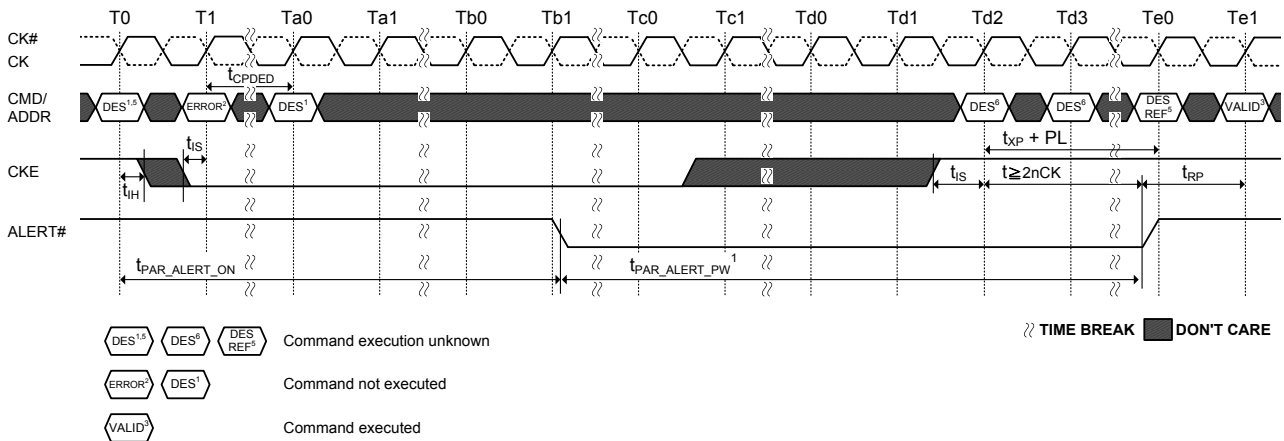 T0 T1 Ta0 Ta1 Tb0 Tb1 Tc0 Tc1 Td0 Td1 Td2 Td3 Te0 Te1
CK#
CK
tCPDED
CMD/
ADDR
DES1,5 ERROR2 DES1 DES6 DES6 DES REF5 VALID3
tXP + PL
tIS
CKE
tIH
tIS t≧2nCK tRP
ALERT#
tPAR_ALERT_ON tPAR_ALERT_PW1
DES1,5 DES6 DES REF5 Command execution unknown
TIME BREAK DON'T CARE
ERROR2 DES1 Command not executed
VALID3 Command executed